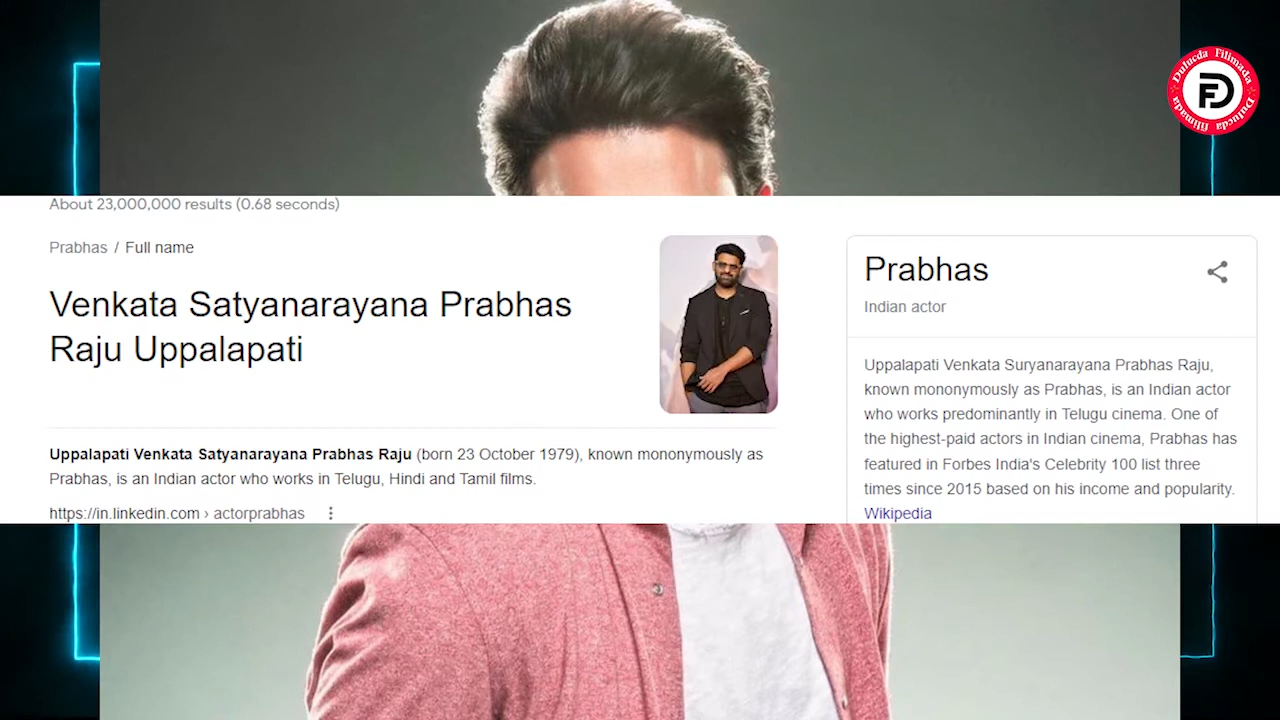 About 23,000,000 results (0.68 seconds)
Prabhas / Full name
Venkata Satyanarayana Prabhas
Raju Uppalapati
Uppalapati Venkata Satyanarayana Prabhas Raju (born 23 October 1979), known mononymously as
Prabhas, is an Indian actor who works in Telugu, Hindi and Tamil films.
https://in.linkedin.com › actorprabhas
Prabhas
Indian actor
Uppalapati Venkata Suryanarayana Prabhas Raju,
known mononymously as Prabhas, is an Indian actor
who works predominantly in Telugu cinema. One of
the highest-paid actors in Indian cinema, Prabhas has
featured in Forbes India's Celebrity 100 list three
times since 2015 based on his income and popularity.
Wikipedia
Dulucda Filimada
Dulucda filimada
DF